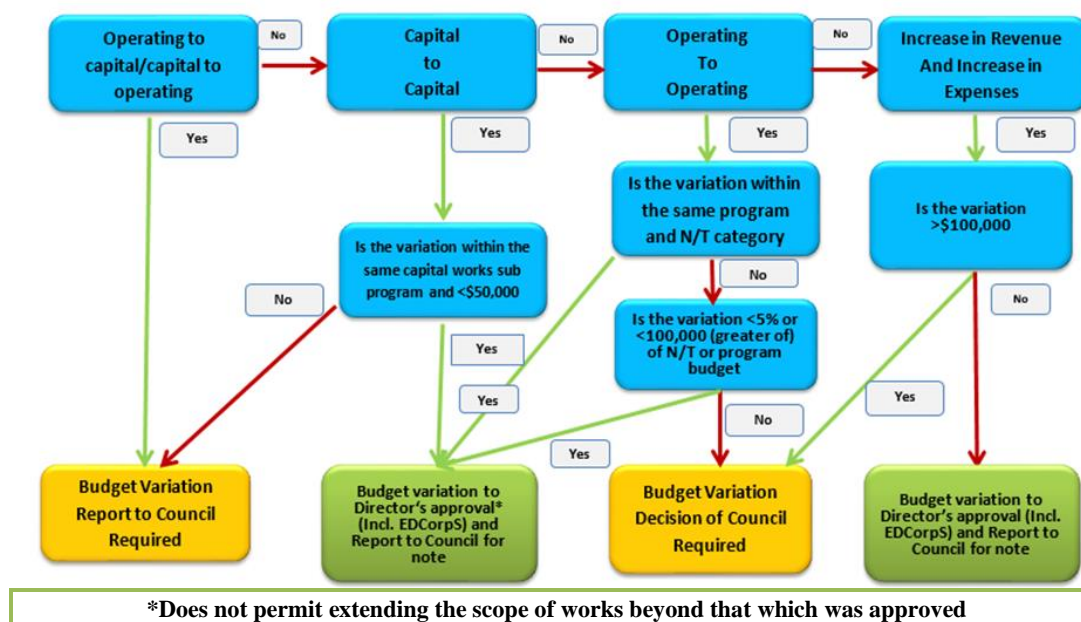 Operating to
capital/capital to
operating
No
Capital
to
Capital
No
Operating
To
Operating
No
Increase in Revenue
And Increase in
Expenses
Yes
Yes
Yes
Yes
Is the variation within
the same program
and N/T category
Is the variation
>$100,000
Is the variation within the
same capital works sub
program and <$50,000
No
No
No
Is the variation <5% or
<100,000 (greater of)
of N/T or program
budget
Yes
Yes
Yes
No
Yes
Budget Variation
Report to Council
Required
Budget variation to
Director's approval*
(Incl. EDCorpS) and
Report to Council for
note
Budget Variation
Decision of Council
Required
Budget variation to
Director's approval (Incl.
EDCorpS) and Report to
Council for note
*Does not permit extending the scope of works beyond that which was approved